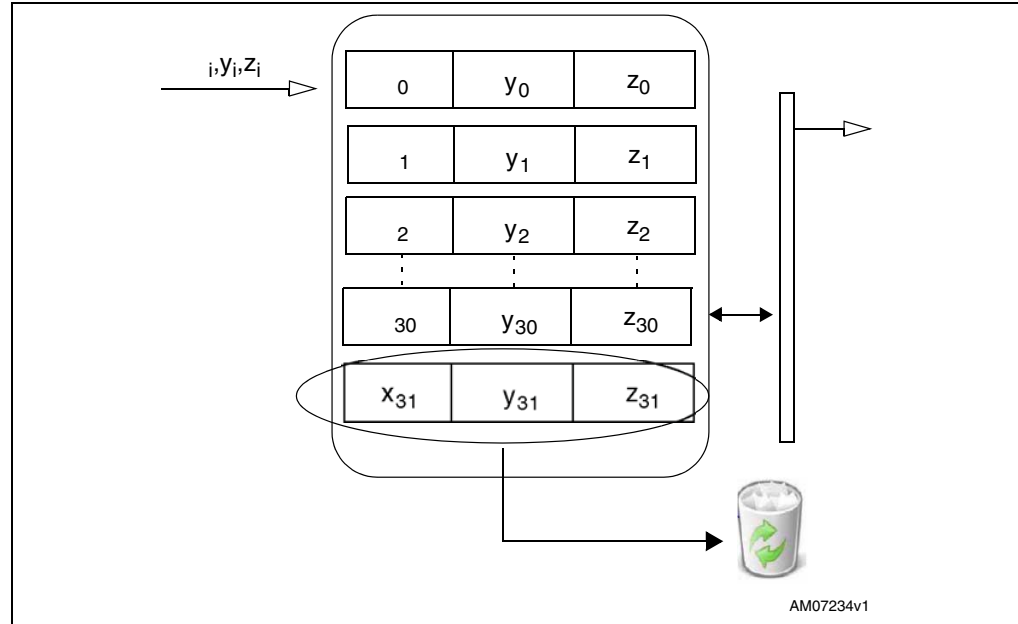 ᵢ,yᵢ,zᵢ
₀ y₀ z₀
₁ y₁ z₁
₂ y₂ z₂
₃₀ y₃₀ z₃₀
x₃₁ y₃₁ z₃₁
AM07234v1